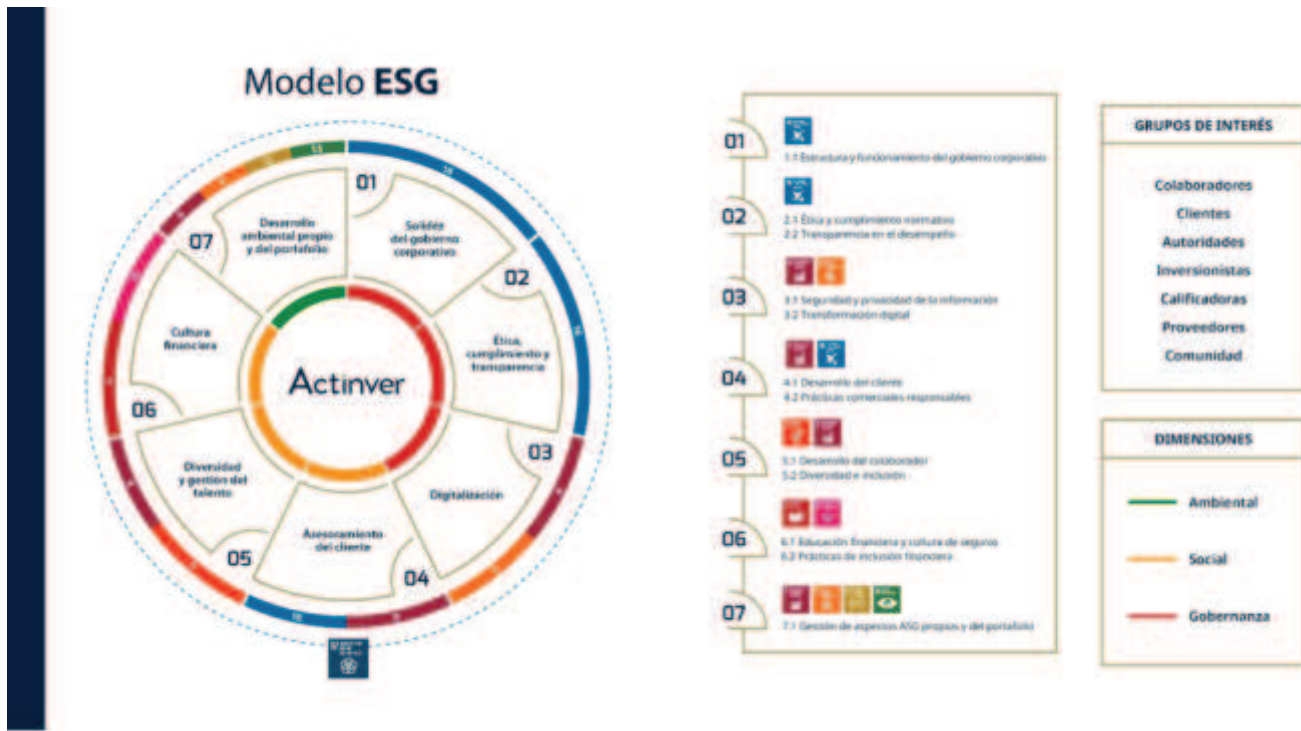 Modelo ESG
01
Solidez
del gobierno
corporativo
02
Ética,
cumplimiento y
transparencia
03
Digitalización
04
Asesoramiento
del cliente
05
Diversidad
y gestión del
talento
06
Cultura
financiera
07
Desarrollo
ambiental propio
y del portafolio
Actinver
01
1.1 Estructura y funcionamiento del gobierno corporativo
02
2.1 Ética y cumplimiento normativo
2.2 Transparencia en el desempeño
03
3.1 Seguridad y privacidad de la información
3.2 Transformación digital
04
4.1 Desarrollo del cliente
4.2 Prácticas comerciales responsables
05
5.1 Desarrollo del colaborador
5.2 Diversidad e inclusión
06
6.1 Educación financiera y cultura de seguros
6.2 Prácticas de inclusión financiera
07
7.1 Gestión de aspectos ASG propios y del portafolio
GRUPOS DE INTERÉS
Colaboradores
Clientes
Autoridades
Inversionistas
Calificadoras
Proveedores
Comunidad
DIMENSIONES
Ambiental
Social
Gobernanza